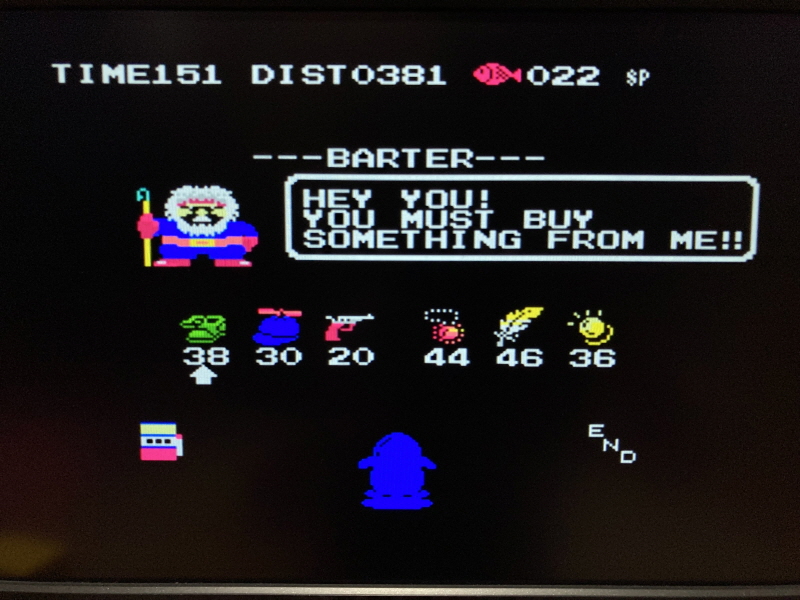 TIME151 DIST0381 022 SP
---BARTER---
HEY YOU!
YOU MUST BUY
SOMETHING FROM ME!!
38 30 20 44 46 36
END